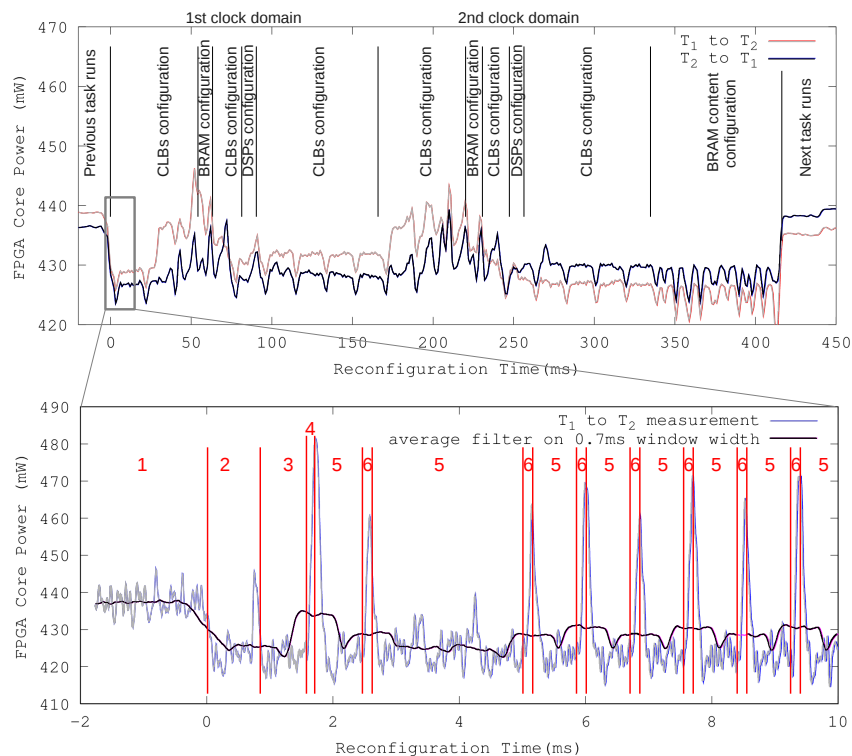 1st clock domain 2nd clock domain
470
460
450
440
430
420
FPGA Core Power (mW)
Previous task runs
CLBs configuration
BRAM configuration
CLBs configuration
DSPs configuration
CLBs configuration
CLBs configuration
BRAM configuration
CLBs configuration
DSPs configuration
CLBs configuration
BRAM content
configuration
Next task runs
T₁ to T₂
T₂ to T₁
0 50 100 150 200 250 300 350 400 450
Reconfiguration Time(ms)
490
480
470
460
450
440
430
420
410
FPGA Core Power (mW)
T₁ to T₂ measurement
average filter on 0.7ms window width
4
1 2 3 5 6 5 6 5 6 5 6 5 6 5 6 5 6 5
-2 0 2 4 6 8 10
Reconfiguration Time(ms)